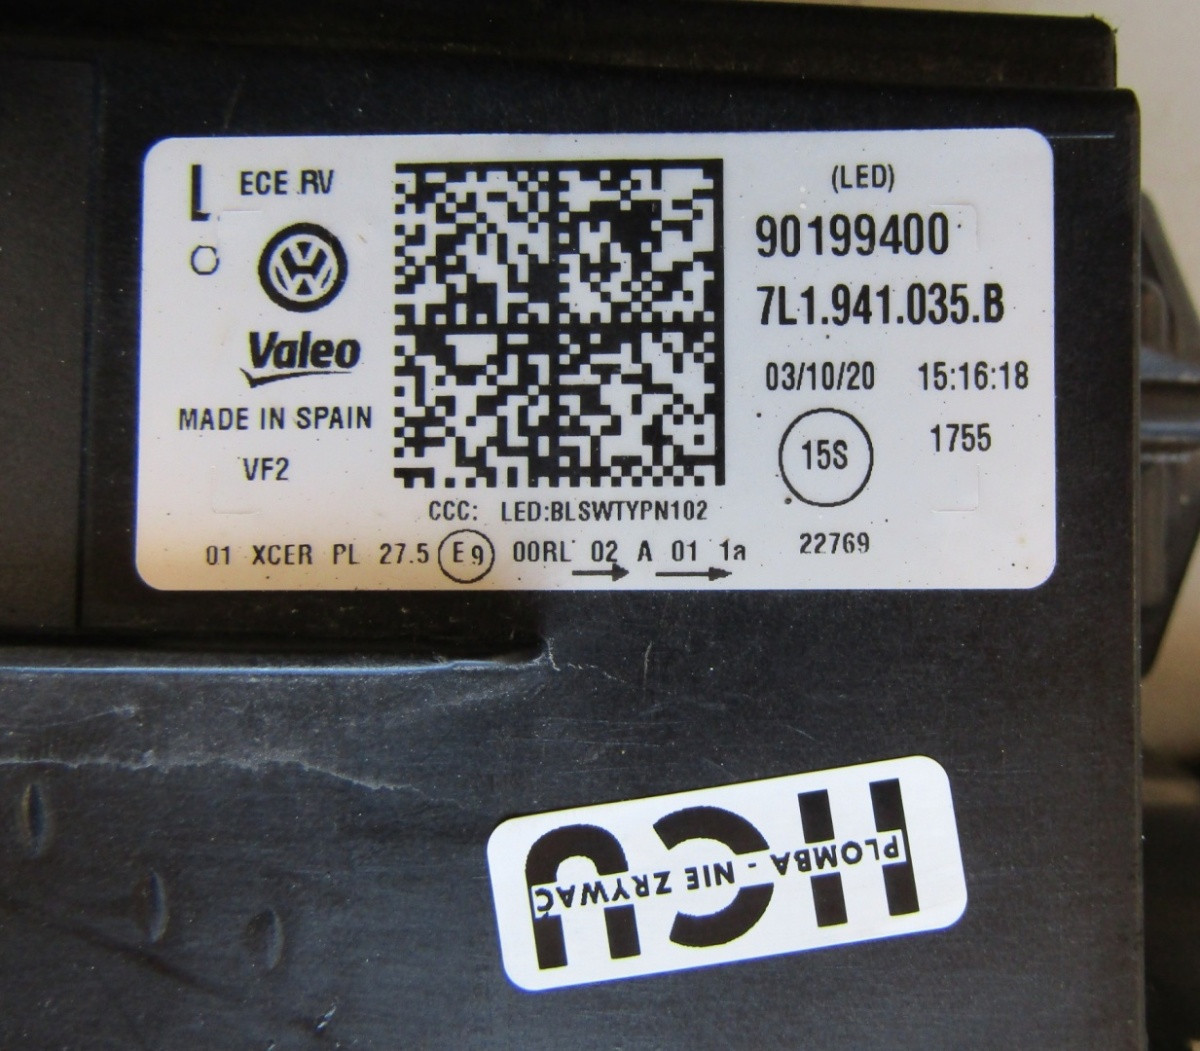 L
ECE RV
Valeo
MADE IN SPAIN
VF2
(LED)
90199400
7L1.941.035.B
03/10/20 15:16:18
15S
1755
CCC: LED:BLSWTYPN102
01 XCER PL 27.5 E9 00RL 02 A 01 1a
22769
HCU
PLOMBA - NIE ZRYWAĆ